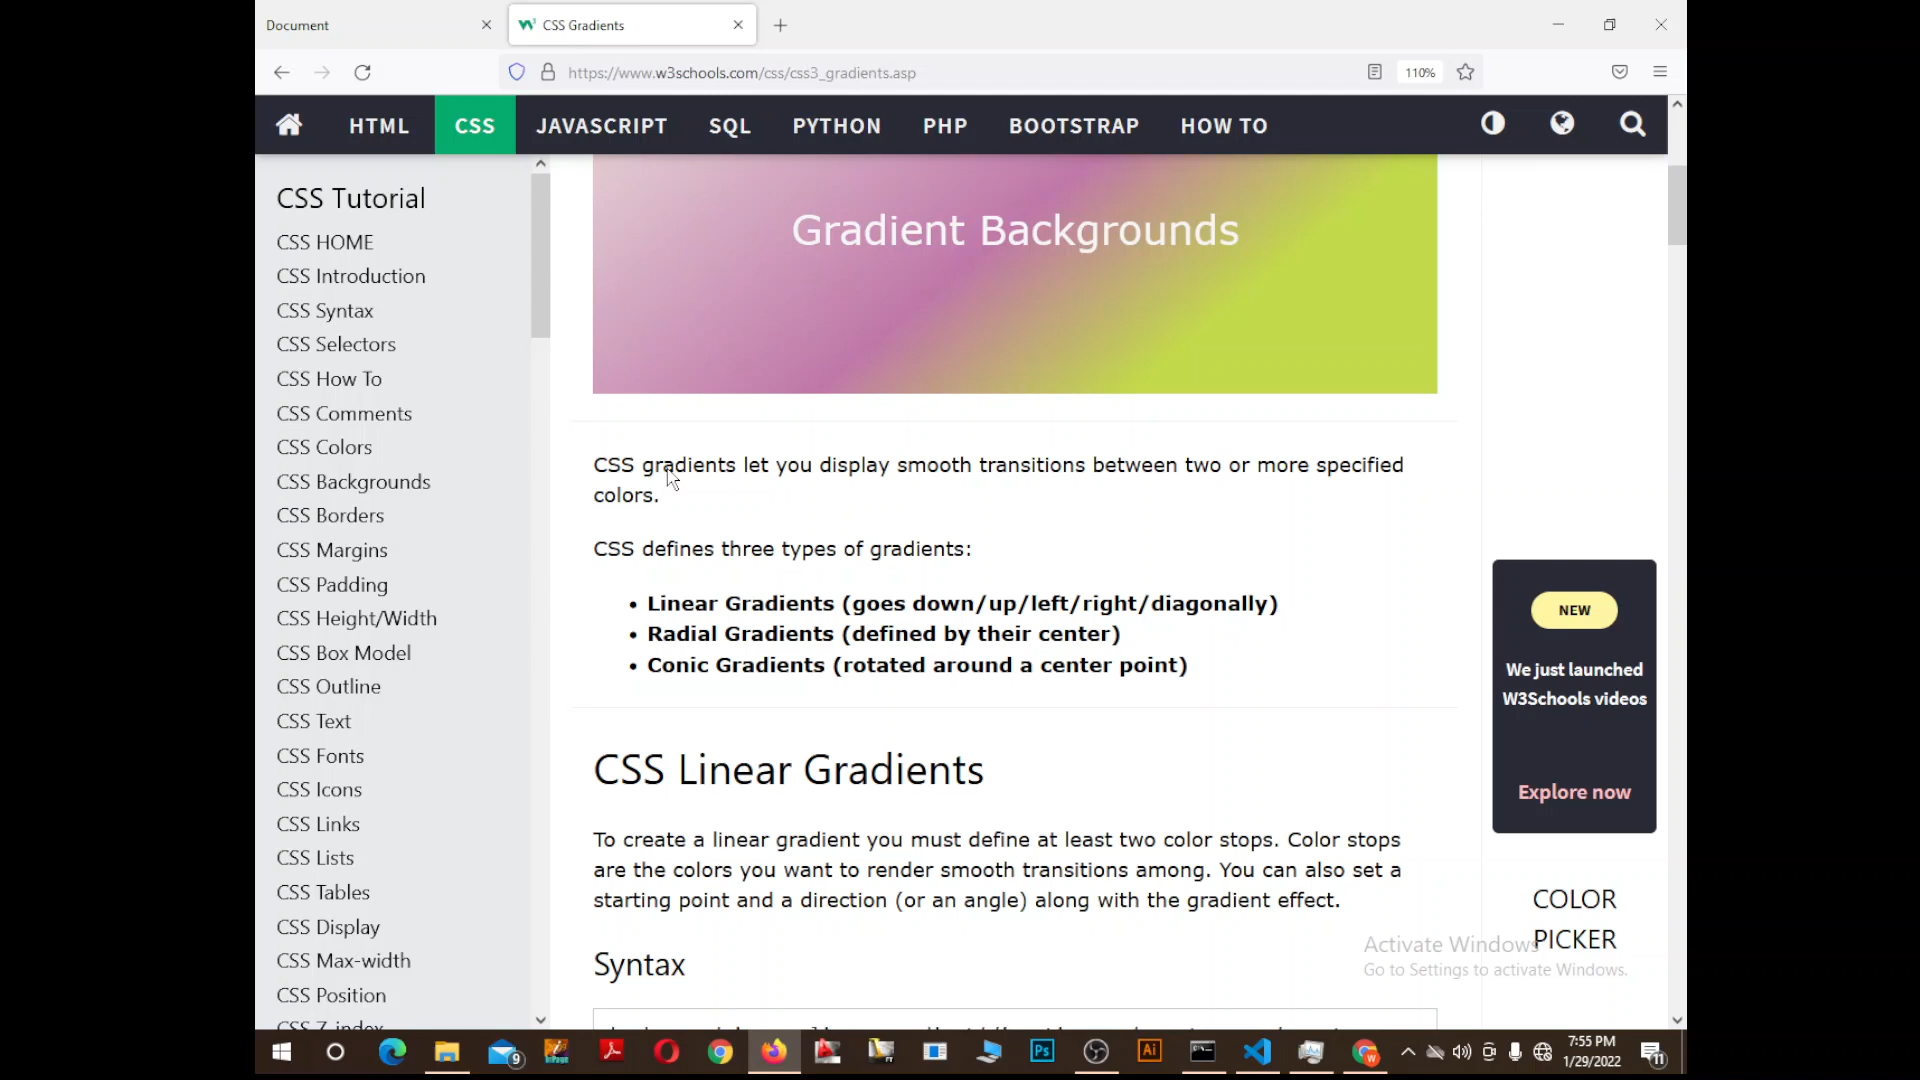 Document
CSS Gradients
https://www.w3schools.com/css/css3_gradients.asp
110%
HTML
CSS
JAVASCRIPT
SQL
PYTHON
PHP
BOOTSTRAP
HOW TO
CSS Tutorial
CSS HOME
CSS Introduction
CSS Syntax
CSS Selectors
CSS How To
CSS Comments
CSS Colors
CSS Backgrounds
CSS Borders
CSS Margins
CSS Padding
CSS Height/Width
CSS Box Model
CSS Outline
CSS Text
CSS Fonts
CSS Icons
CSS Links
CSS Lists
CSS Tables
CSS Display
CSS Max-width
CSS Position
CSS Z-index
Gradient Backgrounds
CSS gradients let you display smooth transitions between two or more specified
colors.
CSS defines three types of gradients:
• Linear Gradients (goes down/up/left/right/diagonally)
• Radial Gradients (defined by their center)
• Conic Gradients (rotated around a center point)
CSS Linear Gradients
To create a linear gradient you must define at least two color stops. Color stops
are the colors you want to render smooth transitions among. You can also set a
starting point and a direction (or an angle) along with the gradient effect.
Syntax
NEW
We just launched
W3Schools videos
Explore now
COLOR
PICKER
Activate Windows
Go to Settings to activate Windows.
9
Ps
Ai
7:55 PM
1/29/2022
11